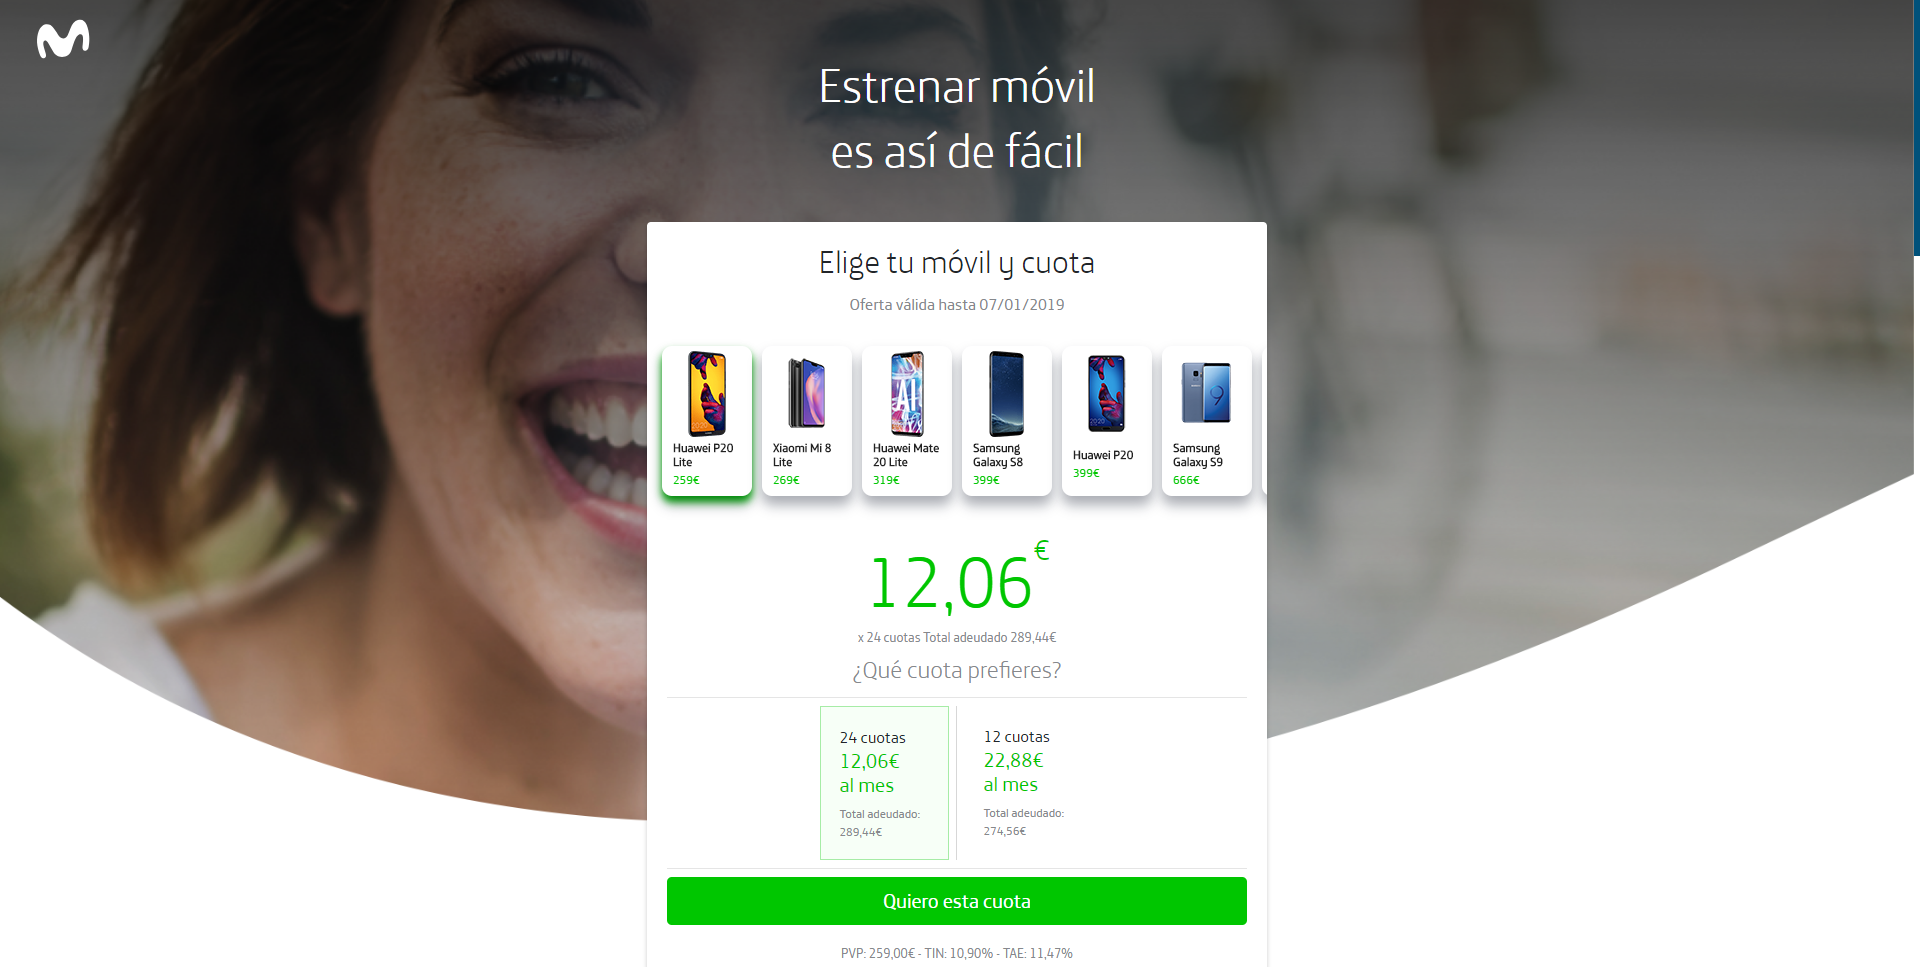 Estrenar móvil
es así de fácil
Elige tu móvil y cuota
Oferta válida hasta 07/01/2019
Huawei P20
Lite
259€
Xiaomi Mi 8
Lite
269€
Huawei Mate
20 Lite
319€
Samsung
Galaxy S8
399€
Huawei P20
399€
Samsung
Galaxy S9
666€
12,06€
x 24 cuotas Total adeudado 289,44€
¿Qué cuota prefieres?
24 cuotas
12,06€
al mes
Total adeudado:
289,44€
12 cuotas
22,88€
al mes
Total adeudado:
274,56€
Quiero esta cuota
PVP: 259,00€ - TIN: 10,90% - TAE: 11,47%